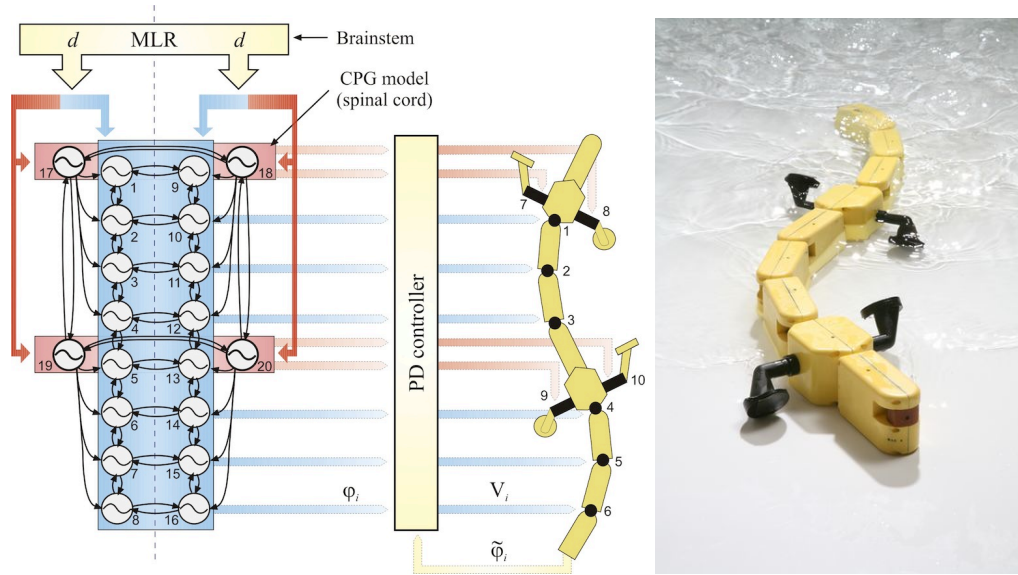 d MLR d
Brainstem
CPG model
(spinal cord)
17 18
1 9
2 10
3 11
4 12
19 20
5 13
6 14
7 15
8 16
PD controller
φi
Vi
φ̃i
7 8
1
2
3
10
9
4
5
6